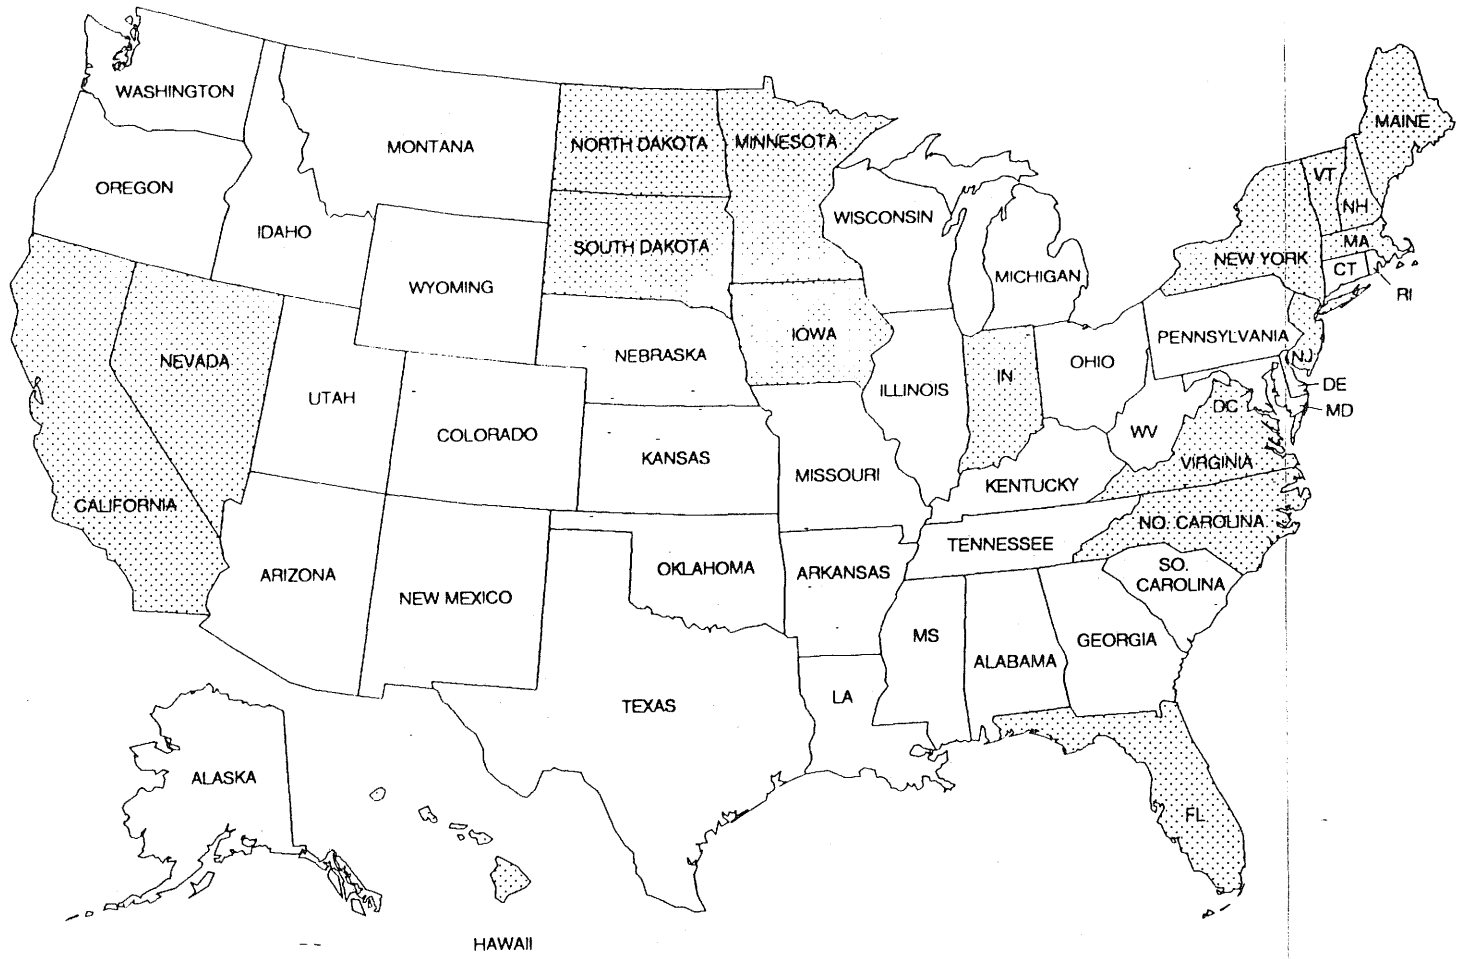 WASHINGTON
MONTANA
NORTH DAKOTA
MINNESOTA
MAINE
OREGON
IDAHO
VT
NH
WISCONSIN
SOUTH DAKOTA
MA
NEW YORK
CT
RI
WYOMING
MICHIGAN
NEVADA
NEBRASKA
IOWA
PENNSYLVANIA
OHIO
NJ
UTAH
ILLINOIS
IN
DE
MD
DC
COLORADO
WV
KANSAS
MISSOURI
VIRGINIA
KENTUCKY
CALIFORNIA
NO. CAROLINA
TENNESSEE
ARIZONA
NEW MEXICO
OKLAHOMA
ARKANSAS
SO.
CAROLINA
MS
GEORGIA
ALABAMA
LA
TEXAS
ALASKA
FL
HAWAII